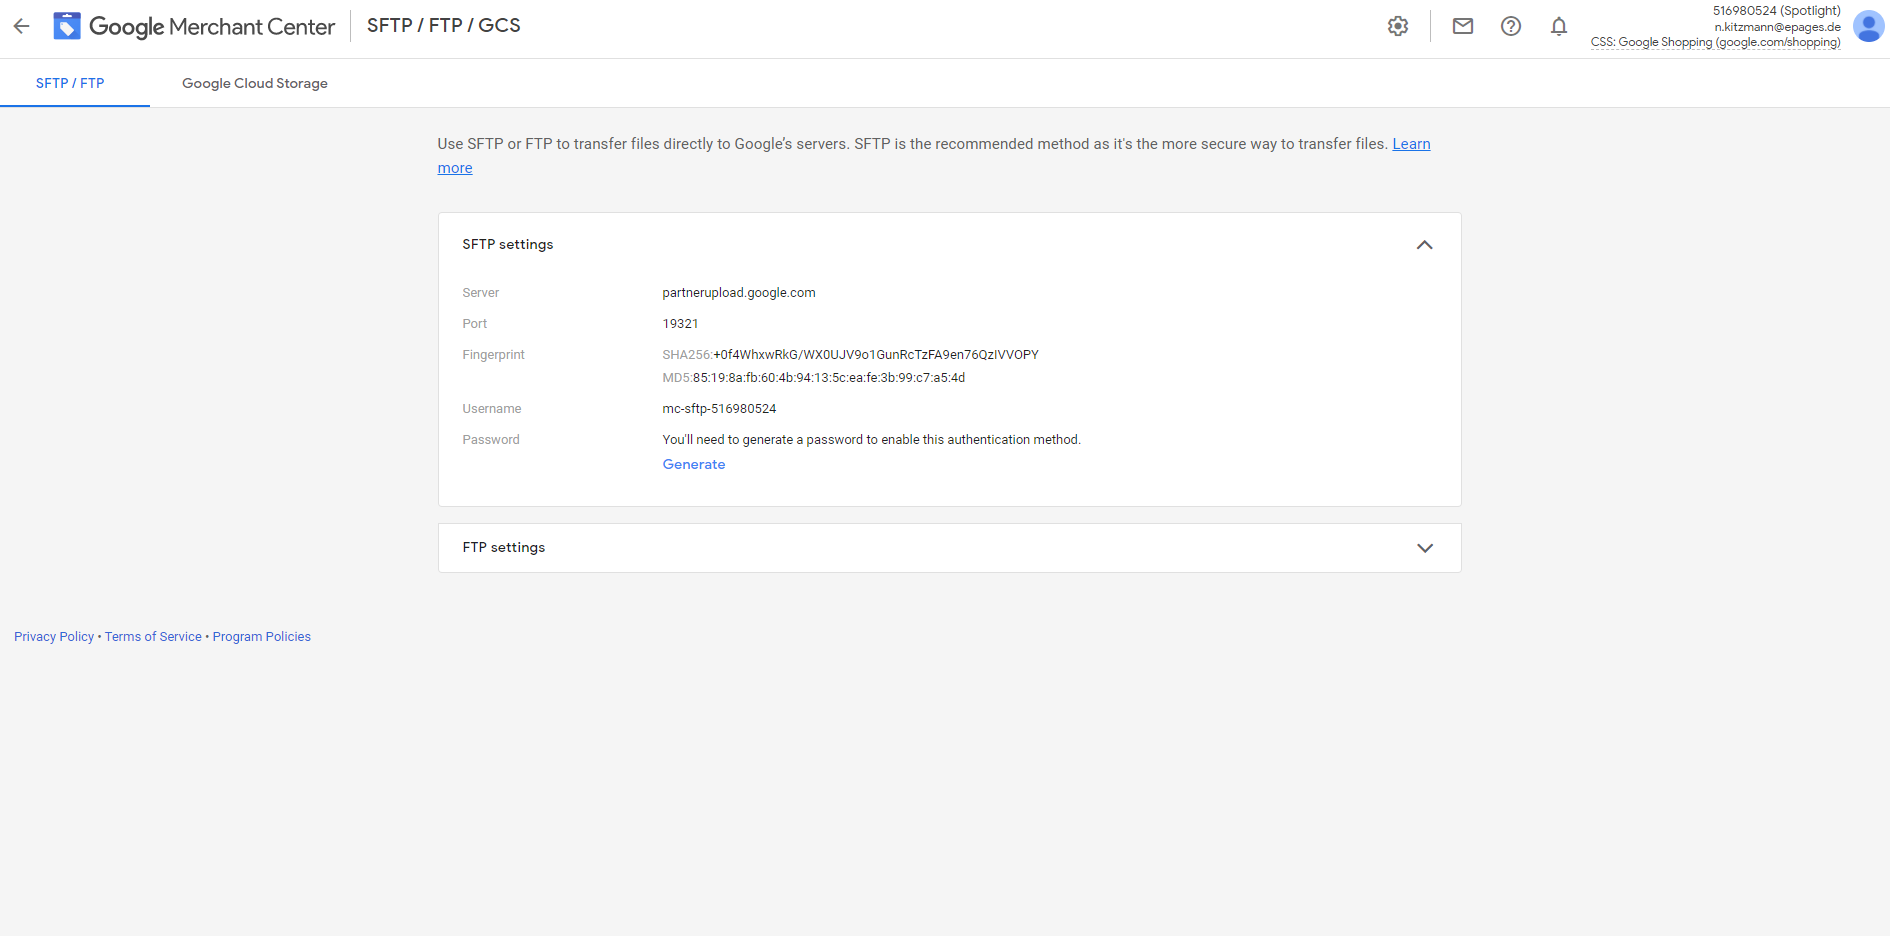 Google Merchant Center
SFTP / FTP / GCS
516980524 (Spotlight)
n.kitzmann@epages.de
CSS: Google Shopping (google.com/shopping)
SFTP / FTP
Google Cloud Storage
Use SFTP or FTP to transfer files directly to Google's servers. SFTP is the recommended method as it's the more secure way to transfer files. Learn
more
SFTP settings
Server partnerupload.google.com
Port 19321
Fingerprint SHA256:+0f4WhxwRkG/WX0UJV9o1GunRcTzFA9en76QzIVVOPY
MD5:85:19:8a:fb:60:4b:94:13:5c:ea:fe:3b:99:c7:a5:4d
Username mc-sftp-516980524
Password You'll need to generate a password to enable this authentication method.
Generate
FTP settings
Privacy Policy • Terms of Service • Program Policies